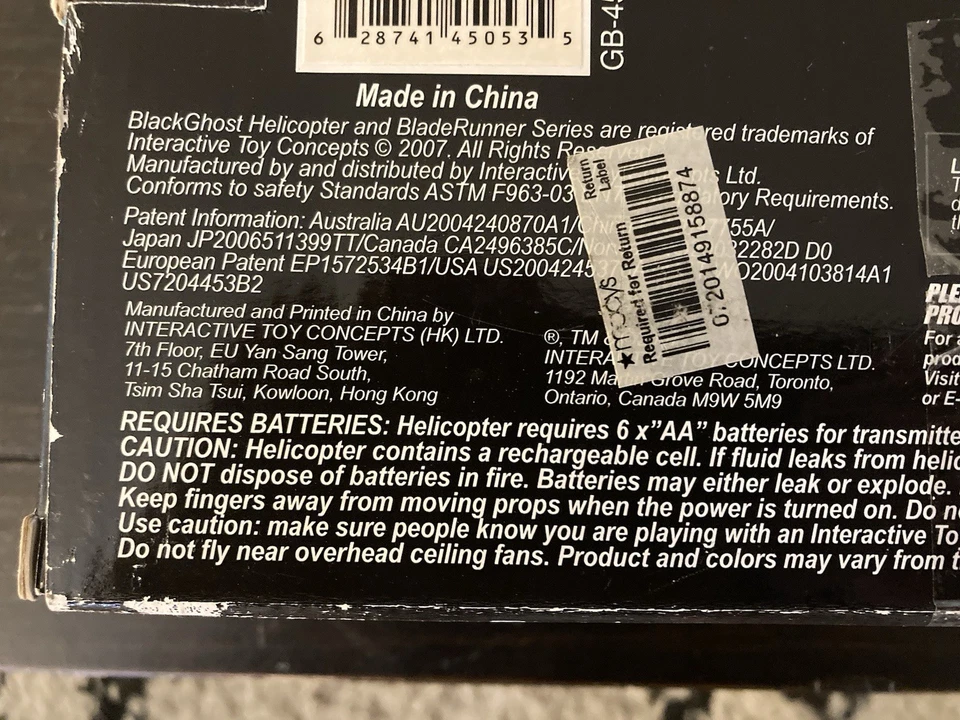 6 28741 45053 5
Made in China
BlackGhost Helicopter and BladeRunner Series are registered trademarks of
Interactive Toy Concepts © 2007. All Rights Reserved
Manufactured by and distributed by Interactive Ltd.
Conforms to safety Standards ASTM F963-03 Requirements.
Patent Information: Australia AU2004240870A1/China 755A/
Japan JP2006511399TT/Canada CA2496385C/ D0
European Patent EP1572534B1/USA WO2004103814A1
US7204453B2
Manufactured and Printed in China by
INTERACTIVE TOY CONCEPTS (HK) LTD.
7th Floor, EU Yan Sang Tower,
11-15 Chatham Road South,
Tsim Sha Tsui, Kowloon, Hong Kong
®, TM
INTERA TOY CONCEPTS LTD.
1192 Grove Road, Toronto,
Ontario, Canada M9W 5M9
Return
Label
★macys
Required for Return
0720149158874
REQUIRES BATTERIES: Helicopter requires 6 x"AA" batteries for transmitte
CAUTION: Helicopter contains a rechargeable cell. If fluid leaks from helic
DO NOT dispose of batteries in fire. Batteries may either leak or explode.
Keep fingers away from moving props when the power is turned on. Do n
Use caution: make sure people know you are playing with an Interactive To
Do not fly near overhead ceiling fans. Product and colors may vary from t
PLE
PRO
For a
prod
Visit
or E-